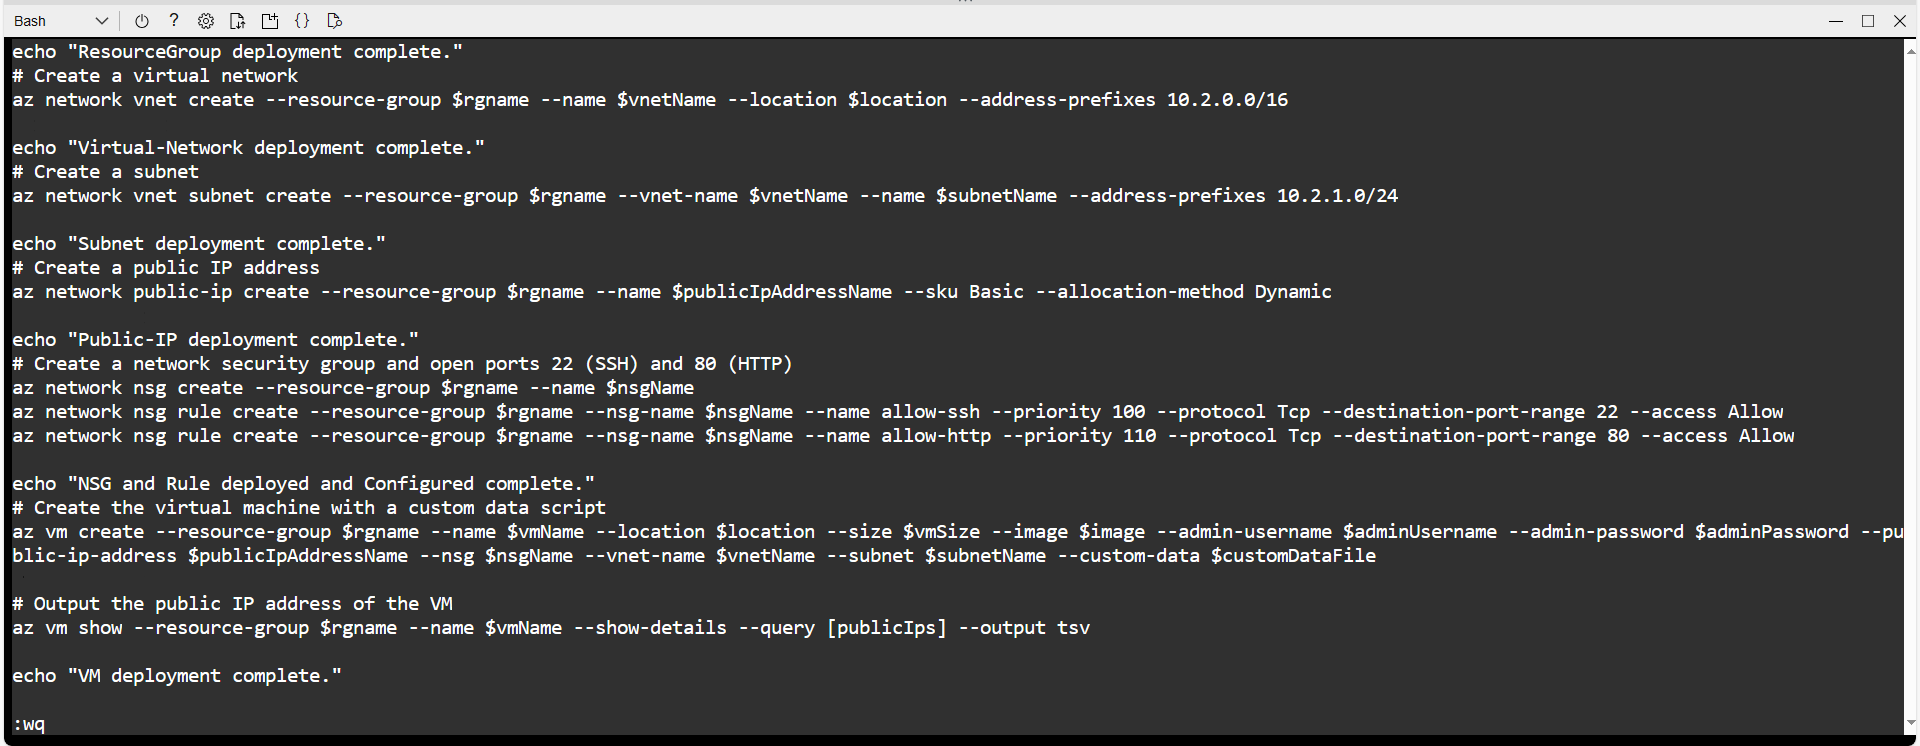 Bash
echo "ResourceGroup deployment complete."
# Create a virtual network
az network vnet create --resource-group $rgname --name $vnetName --location $location --address-prefixes 10.2.0.0/16
echo "Virtual-Network deployment complete."
# Create a subnet
az network vnet subnet create --resource-group $rgname --vnet-name $vnetName --name $subnetName --address-prefixes 10.2.1.0/24
echo "Subnet deployment complete."
# Create a public IP address
az network public-ip create --resource-group $rgname --name $publicIpAddressName --sku Basic --allocation-method Dynamic
echo "Public-IP deployment complete."
# Create a network security group and open ports 22 (SSH) and 80 (HTTP)
az network nsg create --resource-group $rgname --name $nsgName
az network nsg rule create --resource-group $rgname --nsg-name $nsgName --name allow-ssh --priority 100 --protocol Tcp --destination-port-range 22 --access Allow
az network nsg rule create --resource-group $rgname --nsg-name $nsgName --name allow-http --priority 110 --protocol Tcp --destination-port-range 80 --access Allow
echo "NSG and Rule deployed and Configured complete."
# Create the virtual machine with a custom data script
az vm create --resource-group $rgname --name $vmName --location $location --size $vmSize --image $image --admin-username $adminUsername --admin-password $adminPassword --pu
blic-ip-address $publicIpAddressName --nsg $nsgName --vnet-name $vnetName --subnet $subnetName --custom-data $customDataFile
# Output the public IP address of the VM
az vm show --resource-group $rgname --name $vmName --show-details --query [publicIps] --output tsv
echo "VM deployment complete."
:wq